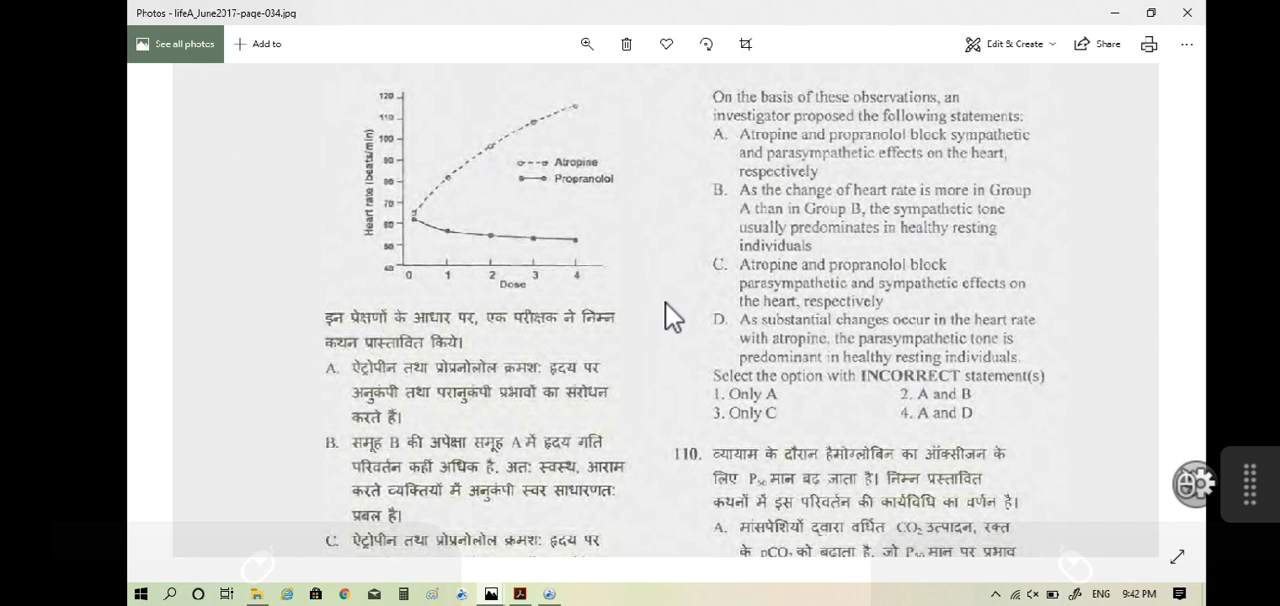 Photos - lifeA_June2017-page-034.jpg
See all photos
Add to
Edit & Create
Share
120
110
100
90
80
70
60
50
40
Heart rate (beats/min)
Atropine
Propranolol
0 1 2 3 4
Dose
इन प्रेक्षणों के आधार पर, एक परीक्षक ने निम्न
कथन प्रास्तावित किये।
A. ऐट्रोपीन तथा प्रोप्रनोलोल क्रमश: हृदय पर
अनुकंपी तथा परानुकंपी प्रभावों का संरोधन
करते हैं।
B. समूह B की अपेक्षा समूह A में हृदय गति
परिवर्तन कहीं अधिक है, अत: स्वस्थ, आराम
करते व्यक्तियों में अनुकंपी स्वर साधारणत:
प्रबल है।
C. ऐट्रोपीन तथा प्रोप्रनोलोल क्रमश: हृदय पर
On the basis of these observations, an
investigator proposed the following statements:
A. Atropine and propranolol block sympathetic
and parasympathetic effects on the heart,
respectively
B. As the change of heart rate is more in Group
A than in Group B, the sympathetic tone
usually predominates in healthy resting
individuals
C. Atropine and propranolol block
parasympathetic and sympathetic effects on
the heart, respectively
D. As substantial changes occur in the heart rate
with atropine, the parasympathetic tone is
predominant in healthy resting individuals.
Select the option with INCORRECT statement(s)
1. Only A 2. A and B
3. Only C 4. A and D
110. व्यायाम के दौरान हैमोग्लोबिन का ऑक्सीजन के
लिए P₅₀ मान बढ़ जाता है। निम्न प्रस्तावित
कथनों में इस परिवर्तन की कार्यविधि का वर्णन है।
A. मांसपेशियों द्वारा वर्धित CO₂ उत्पादन, रक्त
के pCO₂ को बढ़ाता है, जो P₅₀ मान पर प्रभाव
ENG 9:42 PM